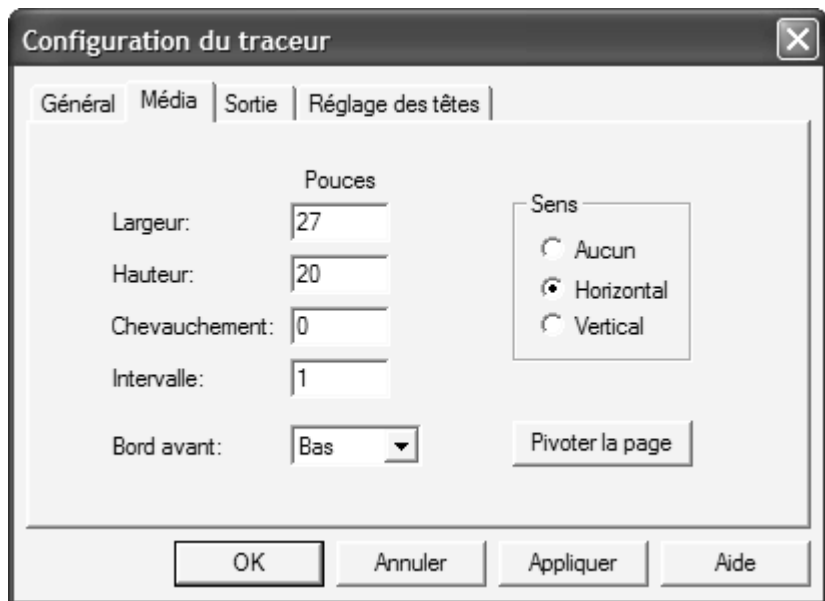 Configuration du traceur
Général Média Sortie Réglage des têtes
Pouces
Largeur: 27
Hauteur: 20
Chevauchement: 0
Intervalle: 1
Bord avant: Bas
Sens
Aucun
Horizontal
Vertical
Pivoter la page
OK Annuler Appliquer Aide